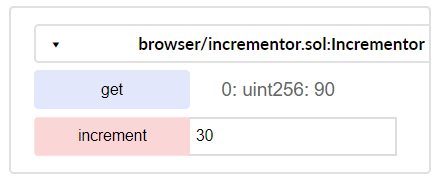 ▾ browser/incrementor.sol:Incrementor
get 0: uint256: 90
increment 30